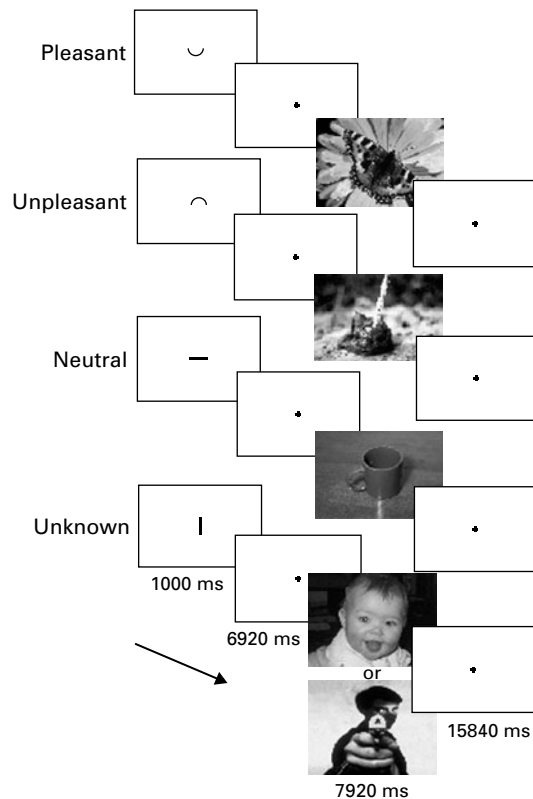 Pleasant
Unpleasant
Neutral
Unknown
1000 ms
6920 ms
or
15840 ms
7920 ms